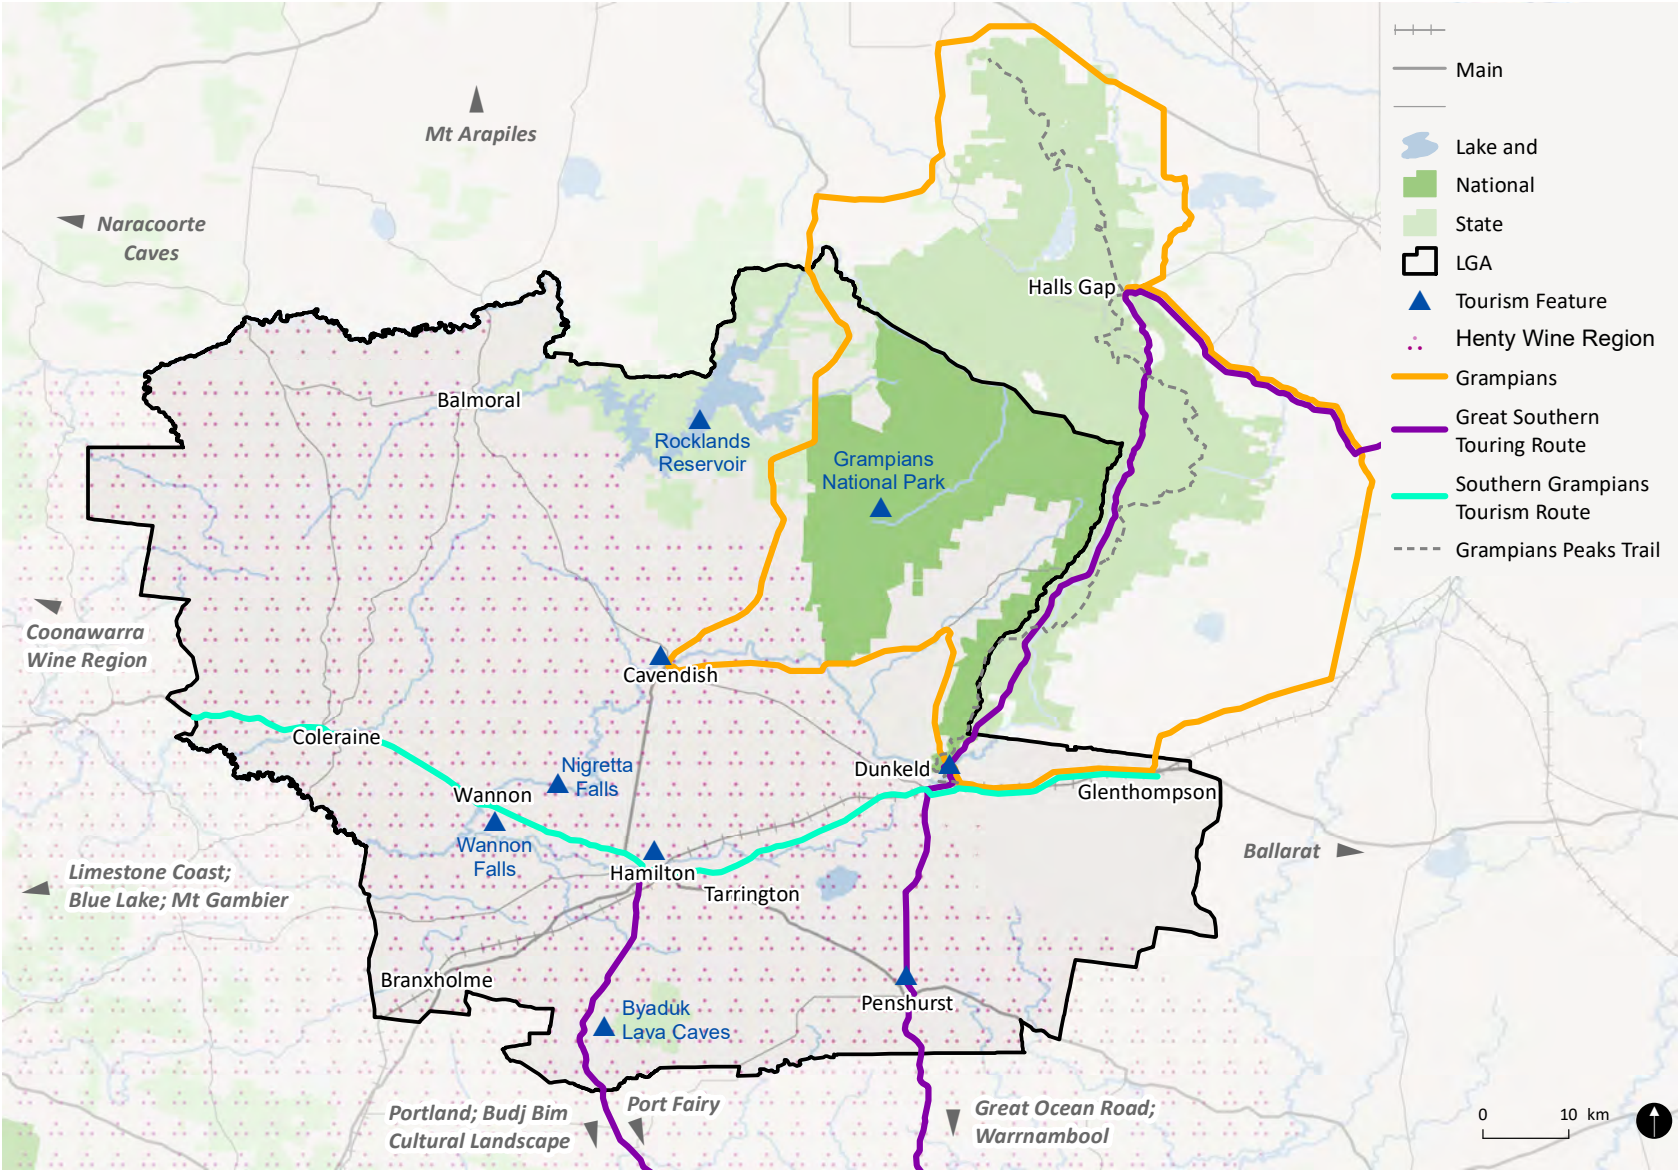 Main
Lake and
National
State
LGA
Tourism Feature
Henty Wine Region
Grampians
Great Southern
Touring Route
Southern Grampians
Tourism Route
Grampians Peaks Trail
Mt Arapiles
Naracoorte
Caves
Halls Gap
Balmoral
Rocklands
Reservoir
Grampians
National Park
Coonawarra
Wine Region
Cavendish
Coleraine
Nigretta
Falls
Dunkeld
Wannon
Glenthompson
Wannon
Falls
Ballarat
Hamilton
Limestone Coast;
Blue Lake; Mt Gambier
Tarrington
Branxholme
Penshurst
Byaduk
Lava Caves
Portland; Budj Bim
Cultural Landscape
Port Fairy
Great Ocean Road;
Warrnambool
0 10 km